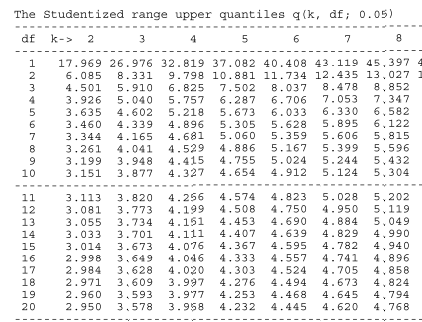 The Studentized range upper quantiles q(k, df; 0.05)
df k-> 2 3 4 5 6 7 8
1 17.969 26.976 32.819 37.082 40.408 43.119 45.397
2 6.085 8.331 9.798 10.881 11.734 12.435 13.027
3 4.501 5.910 6.825 7.502 8.037 8.478 8.852
4 3.926 5.040 5.757 6.287 6.706 7.053 7.347
5 3.635 4.602 5.218 5.673 6.033 6.330 6.582
6 3.460 4.339 4.896 5.305 5.628 5.895 6.122
7 3.344 4.165 4.681 5.060 5.359 5.606 5.815
8 3.261 4.041 4.529 4.886 5.167 5.399 5.596
9 3.199 3.948 4.415 4.755 5.024 5.244 5.432
10 3.151 3.877 4.327 4.654 4.912 5.124 5.304
11 3.113 3.820 4.256 4.574 4.823 5.028 5.202
12 3.081 3.773 4.199 4.508 4.750 4.950 5.119
13 3.055 3.734 4.151 4.453 4.690 4.884 5.049
14 3.033 3.701 4.111 4.407 4.639 4.829 4.990
15 3.014 3.673 4.076 4.367 4.595 4.782 4.940
16 2.998 3.649 4.046 4.333 4.557 4.741 4.896
17 2.984 3.628 4.020 4.303 4.524 4.705 4.858
18 2.971 3.609 3.997 4.276 4.494 4.673 4.824
19 2.960 3.593 3.977 4.253 4.468 4.645 4.794
20 2.950 3.578 3.958 4.232 4.445 4.620 4.768